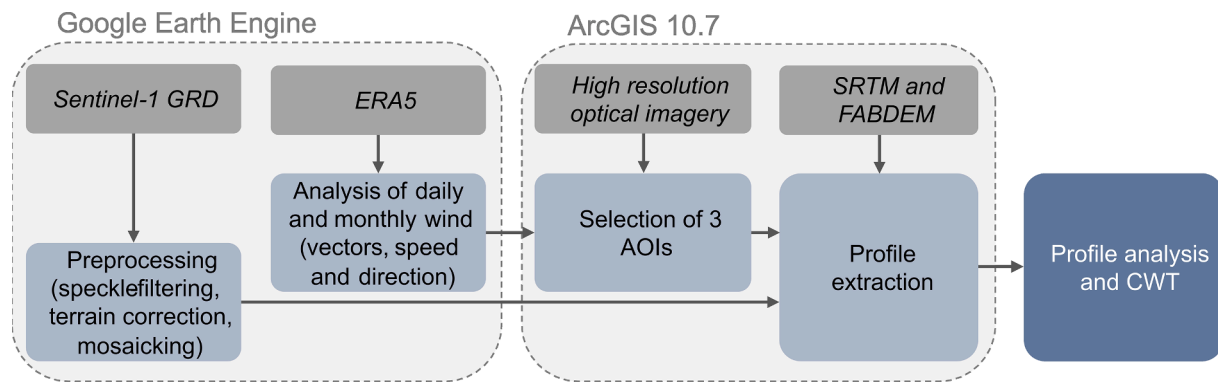 Google Earth Engine
ArcGIS 10.7
Sentinel-1 GRD
ERA5
High resolution
optical imagery
SRTM and
FABDEM
Analysis of daily
and monthly wind
(vectors, speed
and direction)
Selection of 3
AOIs
Preprocessing
(specklefiltering,
terrain correction,
mosaicking)
Profile
extraction
Profile analysis
and CWT